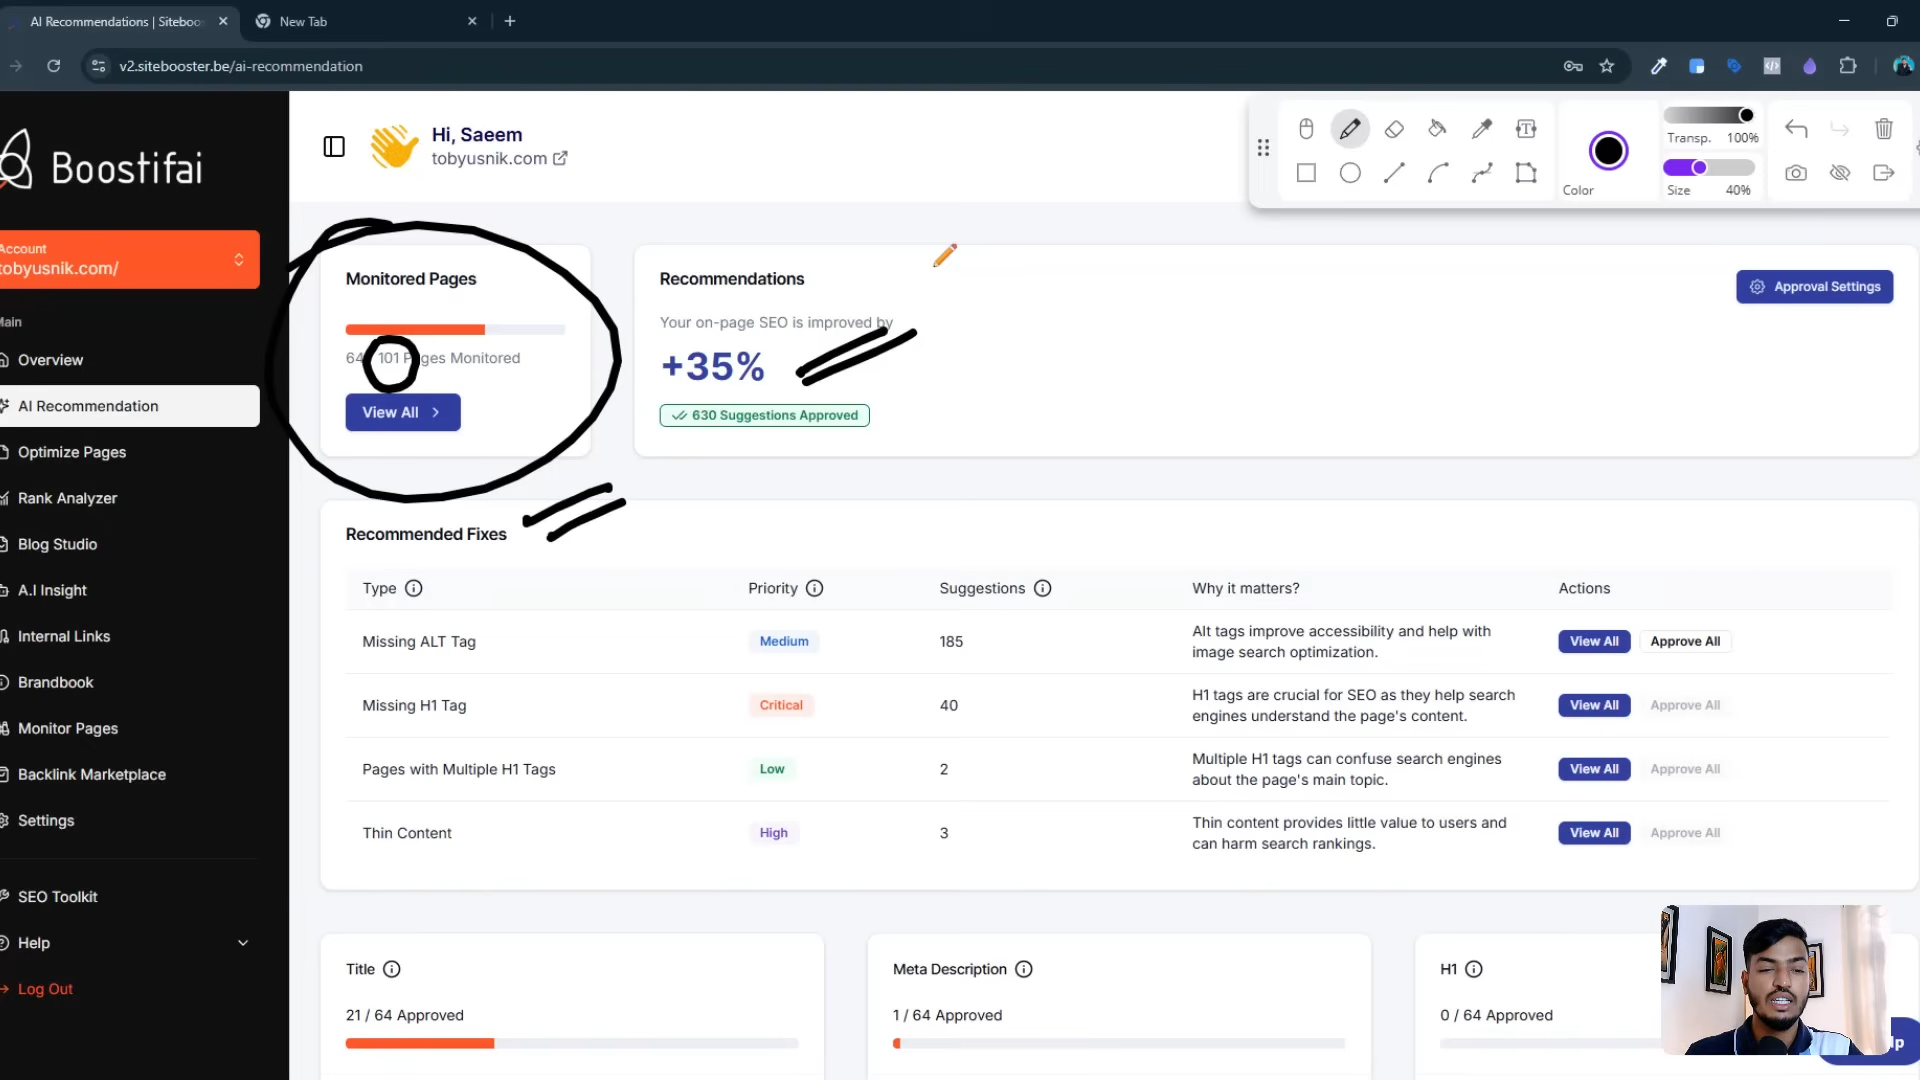 AI Recommendations | Siteboos
New Tab
v2.sitebooster.be/ai-recommendation
Boostifai
Hi, Saeem
tobyusnik.com
Transp. 100%
Color
Size 40%
Account
tobyusnik.com/
Main
Overview
AI Recommendation
Optimize Pages
Rank Analyzer
Blog Studio
A.I Insight
Internal Links
Brandbook
Monitor Pages
Backlink Marketplace
Settings
SEO Toolkit
Help
Log Out
Monitored Pages
64 101 Pages Monitored
View All
Recommendations
Your on-page SEO is improved by
+35%
630 Suggestions Approved
Approval Settings
Recommended Fixes
Type Priority Suggestions Why it matters? Actions
Missing ALT Tag Medium 185 Alt tags improve accessibility and help with image search optimization. View All Approve All
Missing H1 Tag Critical 40 H1 tags are crucial for SEO as they help search engines understand the page's content. View All Approve All
Pages with Multiple H1 Tags Low 2 Multiple H1 tags can confuse search engines about the page's main topic. View All Approve All
Thin Content High 3 Thin content provides little value to users and can harm search rankings. View All Approve All
Title
21 / 64 Approved
Meta Description
1 / 64 Approved
H1
0 / 64 Approved
lp